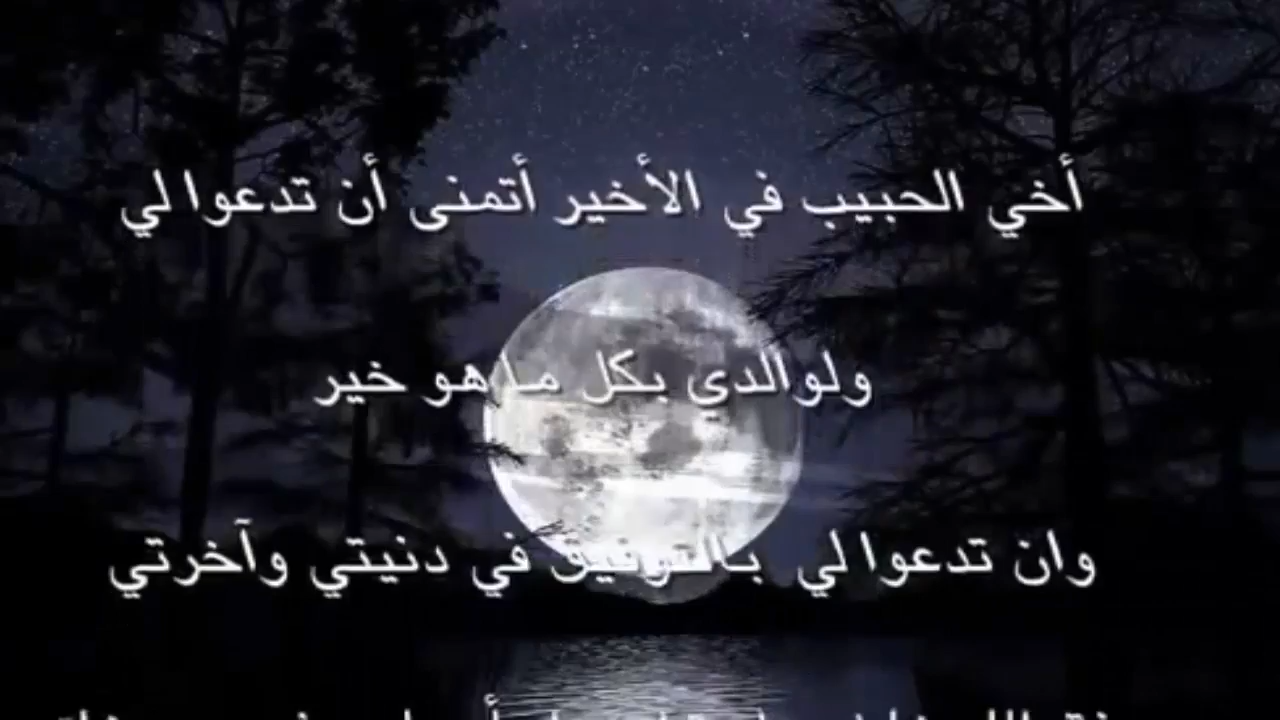 أخي الحبيب في الأخير أتمنى أن تدعوا لي
ولوالدي بكل ما هو خير
وان تدعوا لي بالتوفيق في دنيتي وآخرتي